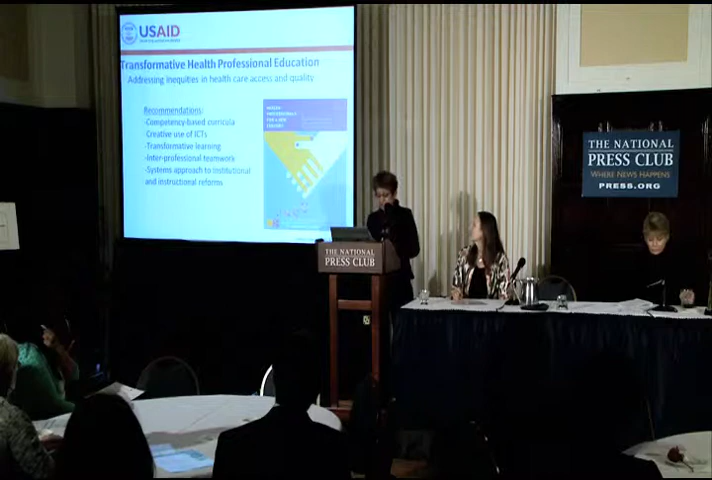 USAID
Transformative Health Professional Education
Addressing inequities in health care access and quality
Recommendations:
-Competency-based curricula
-Creative use of ICTs
-Transformative learning
-Inter-professional teamwork
-Systems approach to institutional
and instructional reforms
THE NATIONAL
PRESS CLUB
THE NATIONAL
PRESS CLUB
WHERE NEWS HAPPENS
PRESS.ORG